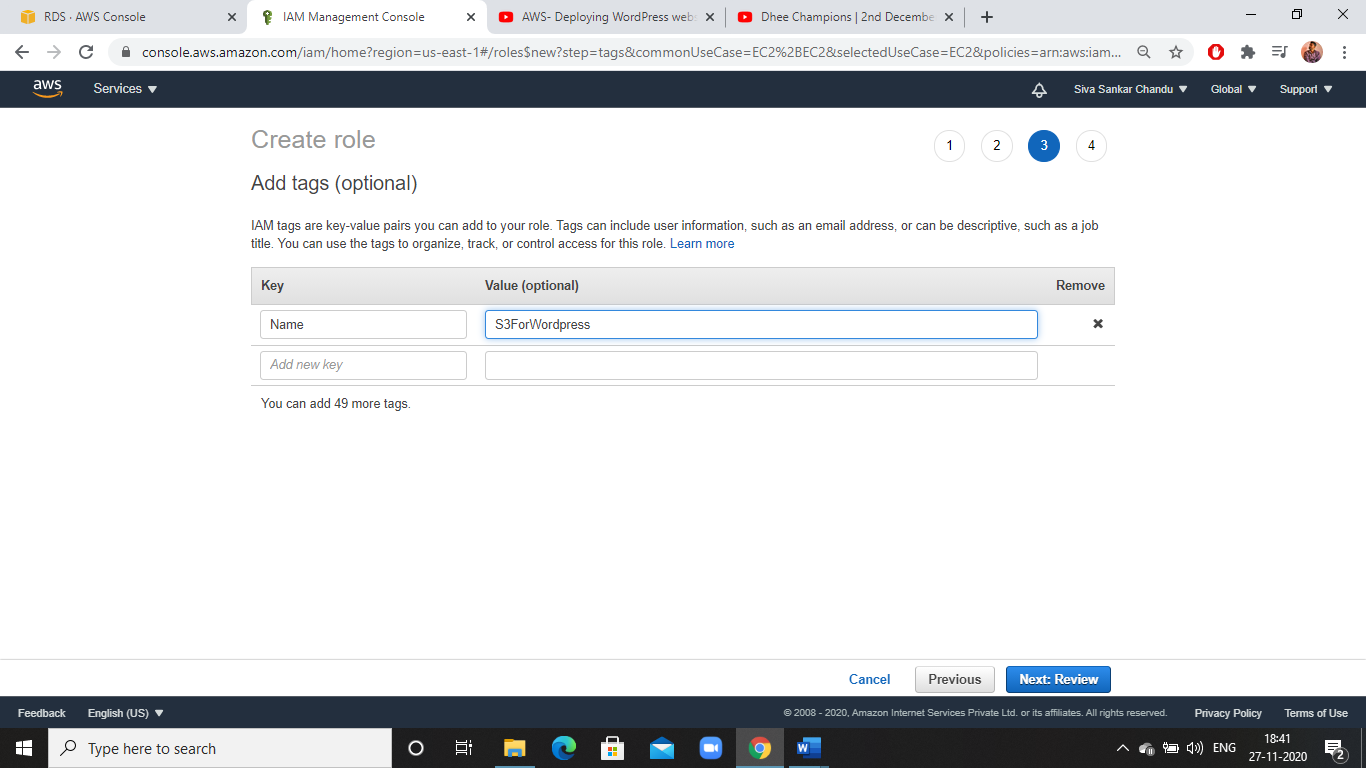 RDS · AWS Console
IAM Management Console
AWS- Deploying WordPress web
Dhee Champions | 2nd Decembe
console.aws.amazon.com/iam/home?region=us-east-1#/roles$new?step=tags&commonUseCase=EC2%2BEC2&selectedUseCase=EC2&policies=arn:aws:iam...
aws
Services
Siva Sankar Chandu
Global
Support
Create role
1
2
3
4
Add tags (optional)
IAM tags are key-value pairs you can add to your role. Tags can include user information, such as an email address, or can be descriptive, such as a job
title. You can use the tags to organize, track, or control access for this role. Learn more
Key
Value (optional)
Remove
Name
S3ForWordpress
Add new key
You can add 49 more tags.
Cancel
Previous
Next: Review
Feedback
English (US)
© 2008 - 2020, Amazon Internet Services Private Ltd. or its affiliates. All rights reserved.
Privacy Policy
Terms of Use
Type here to search
W
ENG
18:41
27-11-2020
2